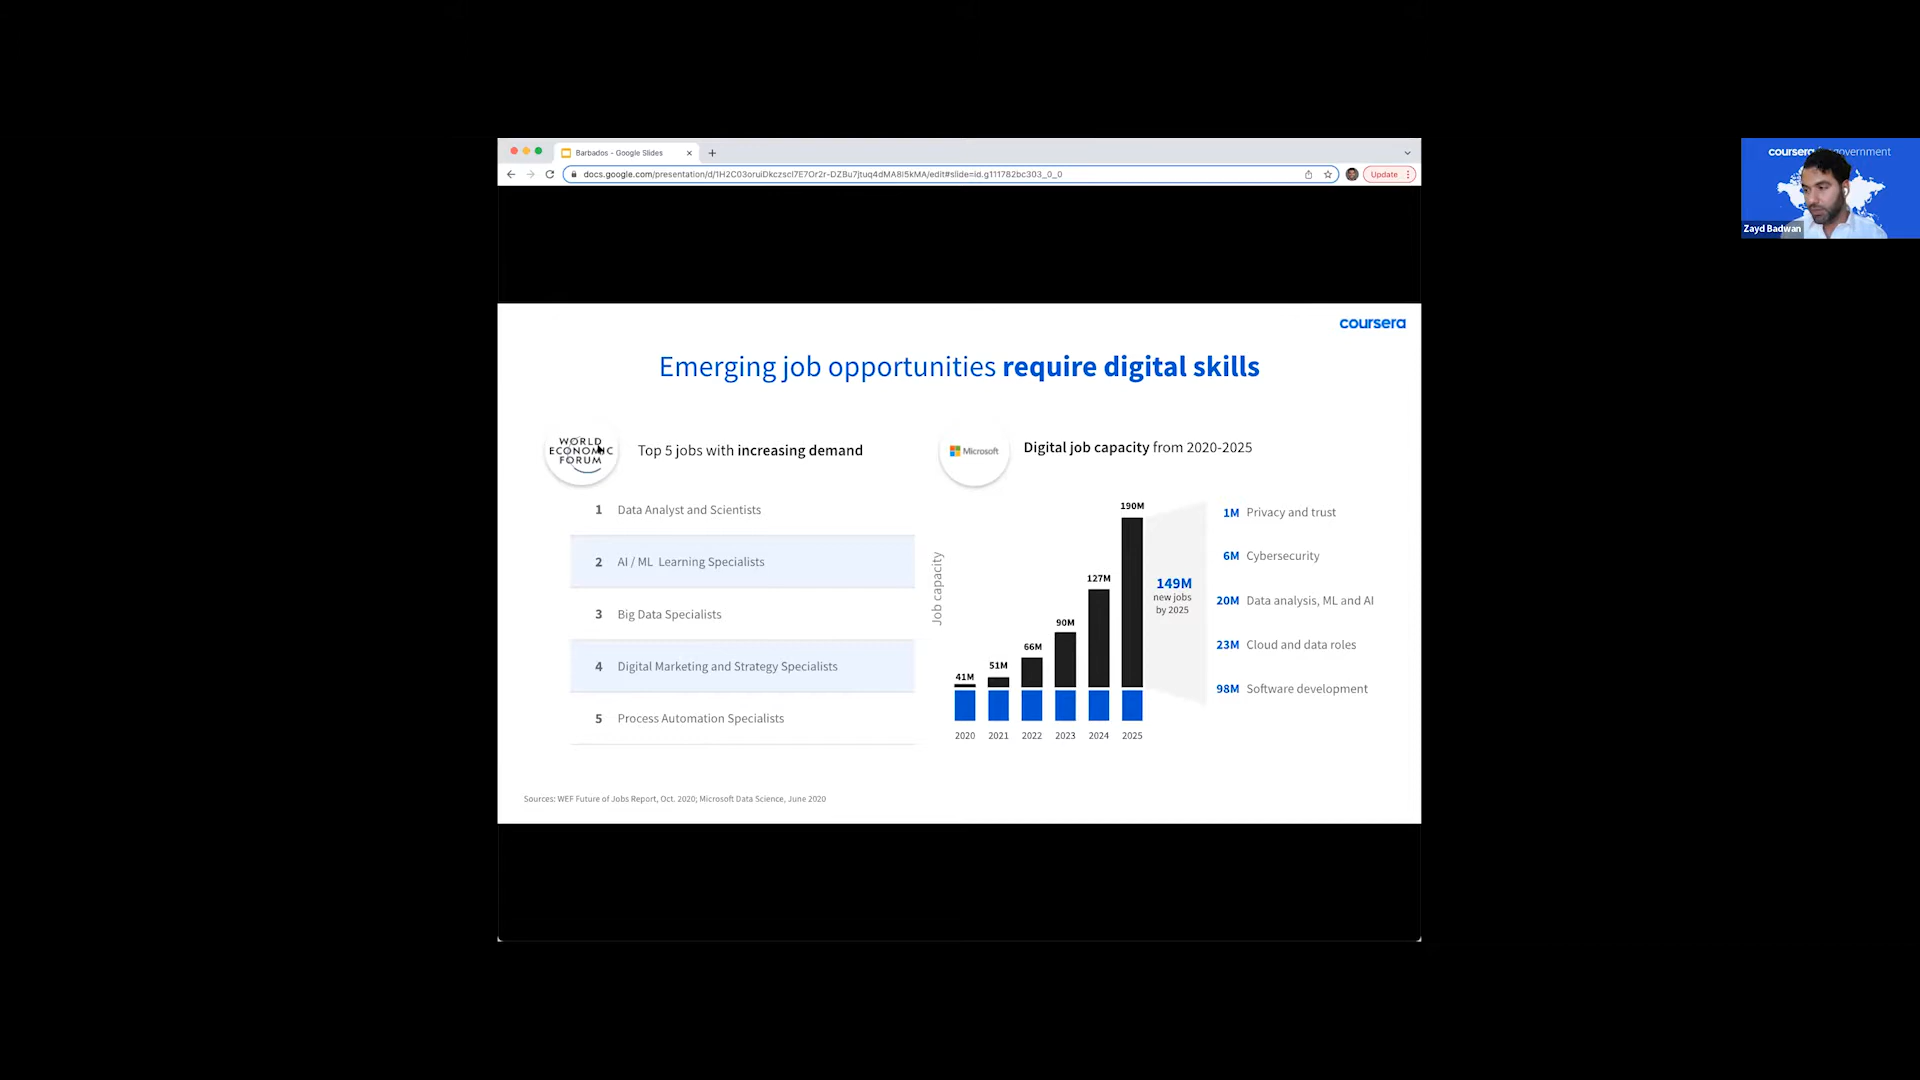 Barbados - Google Slides
docs.google.com/presentation/d/1H2C03oruiDkczscI7E7Or2r-DZBu7jtuq4dMA8I5kMA/edit#slide=id.g111782bc303_0_0
Update
coursera for government
Zayd Badwan
coursera
Emerging job opportunities require digital skills
WORLD
ECONOMIC
FORUM
Top 5 jobs with increasing demand
1 Data Analyst and Scientists
2 AI / ML Learning Specialists
3 Big Data Specialists
4 Digital Marketing and Strategy Specialists
5 Process Automation Specialists
Microsoft
Digital job capacity from 2020-2025
Job capacity
41M
51M
66M
90M
127M
190M
2020 2021 2022 2023 2024 2025
149M
new jobs
by 2025
1M Privacy and trust
6M Cybersecurity
20M Data analysis, ML and AI
23M Cloud and data roles
98M Software development
Sources: WEF Future of Jobs Report, Oct. 2020; Microsoft Data Science, June 2020